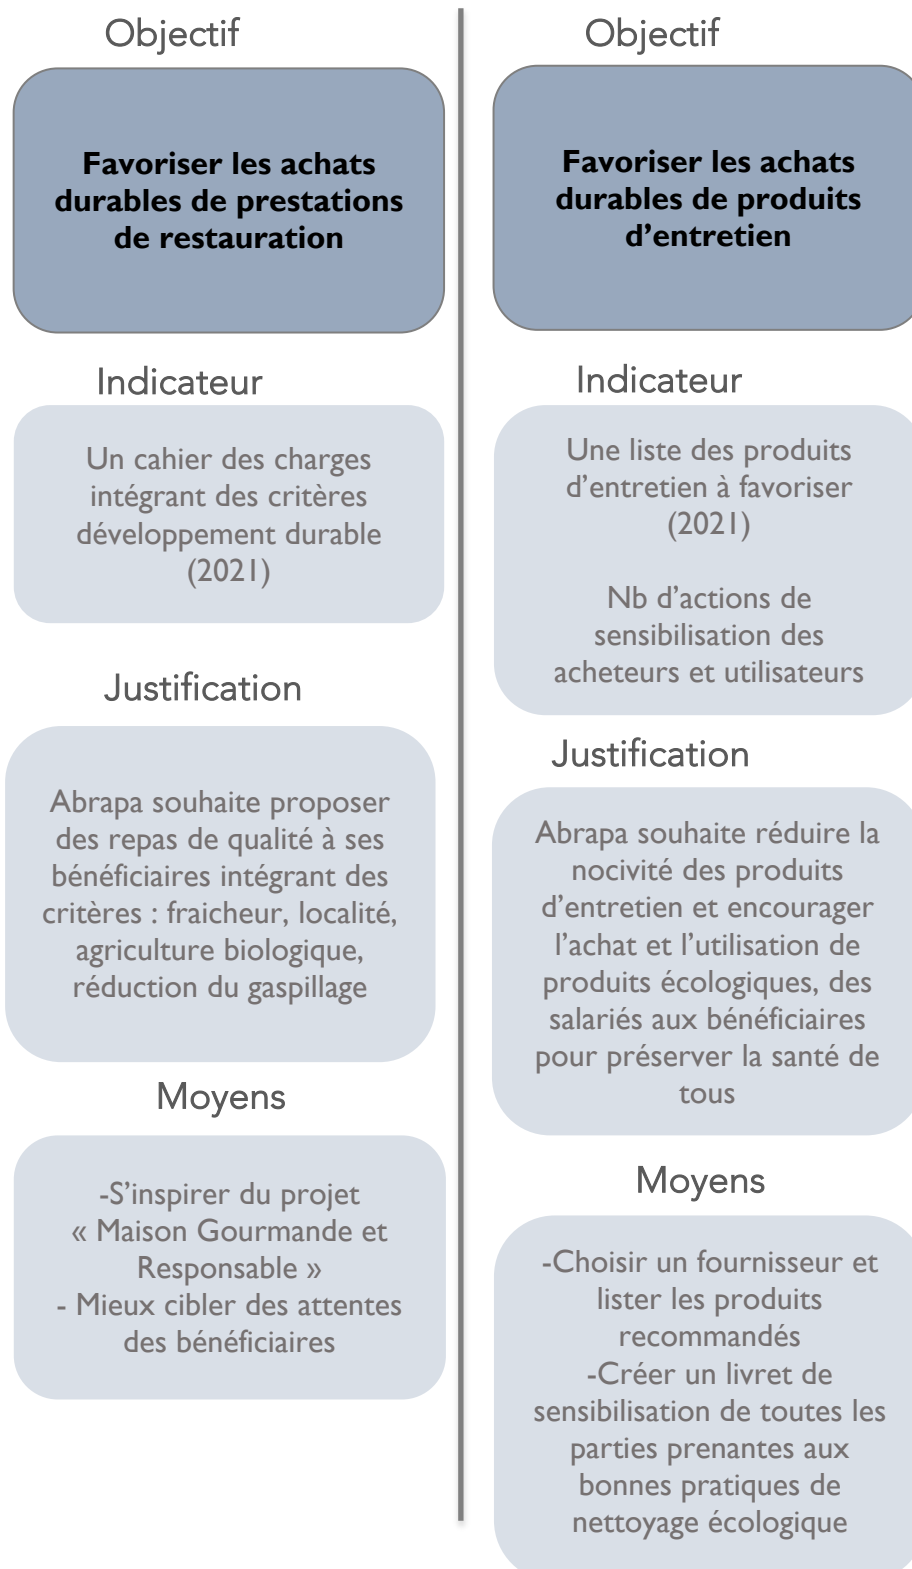 Objectif
Favoriser les achats
durables de prestations
de restauration
Indicateur
Un cahier des charges
intégrant des critères
développement durable
(2021)
Justification
Abrapa souhaite proposer
des repas de qualité à ses
bénéficiaires intégrant des
critères : fraicheur, localité,
agriculture biologique,
réduction du gaspillage
Moyens
-S’inspirer du projet
« Maison Gourmande et
Responsable »
- Mieux cibler des attentes
des bénéficiaires
Objectif
Favoriser les achats
durables de produits
d’entretien
Indicateur
Une liste des produits
d’entretien à favoriser
(2021)
Nb d’actions de
sensibilisation des
acheteurs et utilisateurs
Justification
Abrapa souhaite réduire la
nocivité des produits
d’entretien et encourager
l’achat et l’utilisation de
produits écologiques, des
salariés aux bénéficiaires
pour préserver la santé de
tous
Moyens
-Choisir un fournisseur et
lister les produits
recommandés
-Créer un livret de
sensibilisation de toutes les
parties prenantes aux
bonnes pratiques de
nettoyage écologique